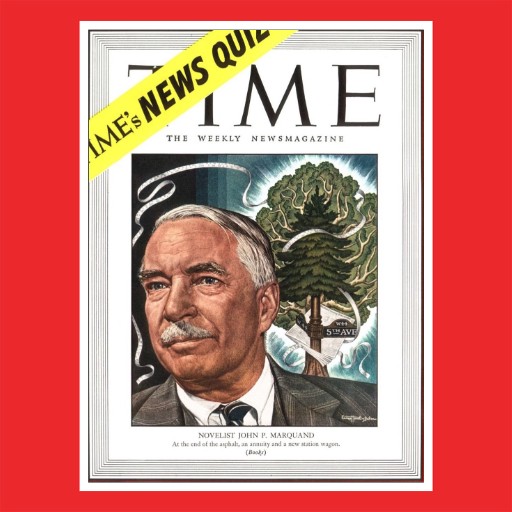 TIME's NEWS QUIZ
TIME
THE WEEKLY NEWSMAGAZINE
5TH AVE
NOVELIST JOHN P. MARQUAND
At the end of the asphalt, an annuity and a new station wagon.
(Books)